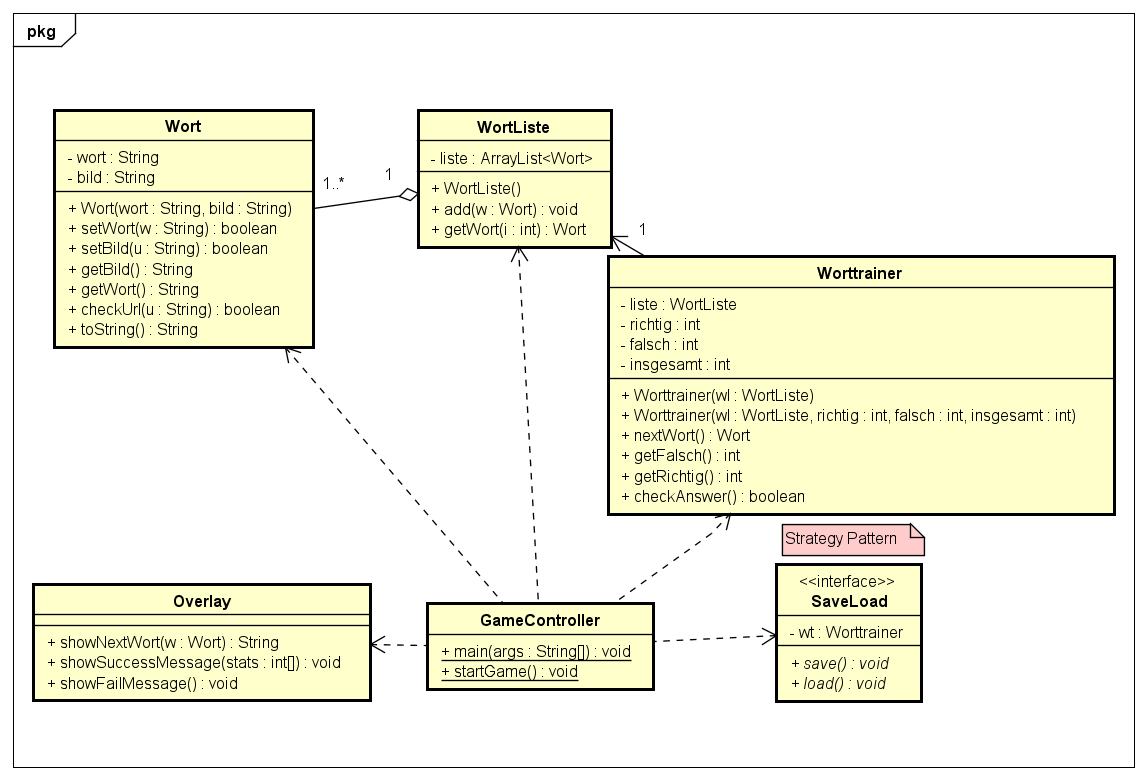 pkg
Wort
- wort : String
- bild : String
+ Wort(wort : String, bild : String)
+ setWort(w : String) : boolean
+ setBild(u : String) : boolean
+ getBild() : String
+ getWort() : String
+ checkUrl(u : String) : boolean
+ toString() : String
1..*
1
WortListe
- liste : ArrayList<Wort>
+ WortListe()
+ add(w : Wort) : void
+ getWort(i : int) : Wort
1
Worttrainer
- liste : WortListe
- richtig : int
- falsch : int
- insgesamt : int
+ Worttrainer(wl : WortListe)
+ Worttrainer(wl : WortListe, richtig : int, falsch : int, insgesamt : int)
+ nextWort() : Wort
+ getFalsch() : int
+ getRichtig() : int
+ checkAnswer() : boolean
Strategy Pattern
Overlay
+ showNextWort(w : Wort) : String
+ showSuccessMessage(stats : int[]) : void
+ showFailMessage() : void
GameController
+ main(args : String[]) : void
+ startGame() : void
<<interface>>
SaveLoad
- wt : Worttrainer
+ save() : void
+ load() : void